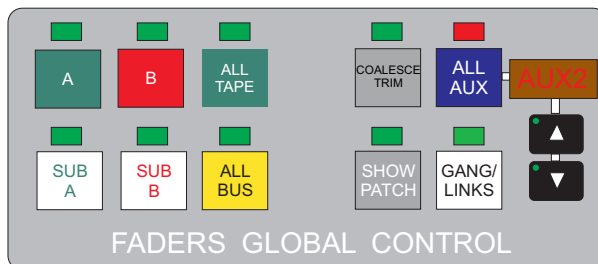 A
B
ALL
TAPE
COALESCE
TRIM
ALL
AUX
AUX2
SUB
A
SUB
B
ALL
BUS
SHOW
PATCH
GANG/
LINKS
FADERS GLOBAL CONTROL